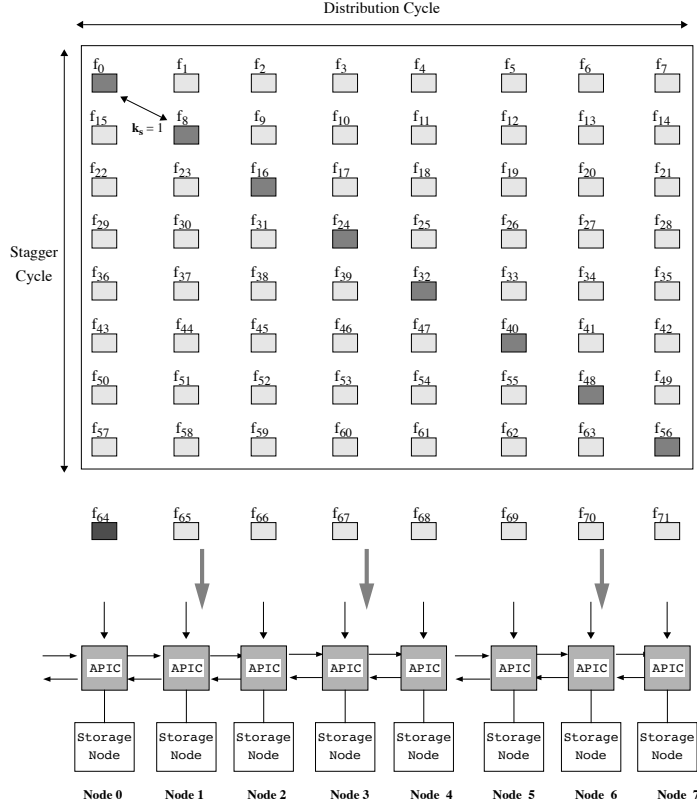 Distribution Cycle
f0 f1 f2 f3 f4 f5 f6 f7
f15 f8 f9 f10 f11 f12 f13 f14
ks = 1
f22 f23 f16 f17 f18 f19 f20 f21
f29 f30 f31 f24 f25 f26 f27 f28
Stagger
Cycle
f36 f37 f38 f39 f32 f33 f34 f35
f43 f44 f45 f46 f47 f40 f41 f42
f50 f51 f52 f53 f54 f55 f48 f49
f57 f58 f59 f60 f61 f62 f63 f56
f64 f65 f66 f67 f68 f69 f70 f71
APIC APIC APIC APIC APIC APIC APIC APIC
Storage Storage Storage Storage Storage Storage Storage Storage
Node Node Node Node Node Node Node Node
Node 0 Node 1 Node 2 Node 3 Node 4 Node 5 Node 6 Node 7